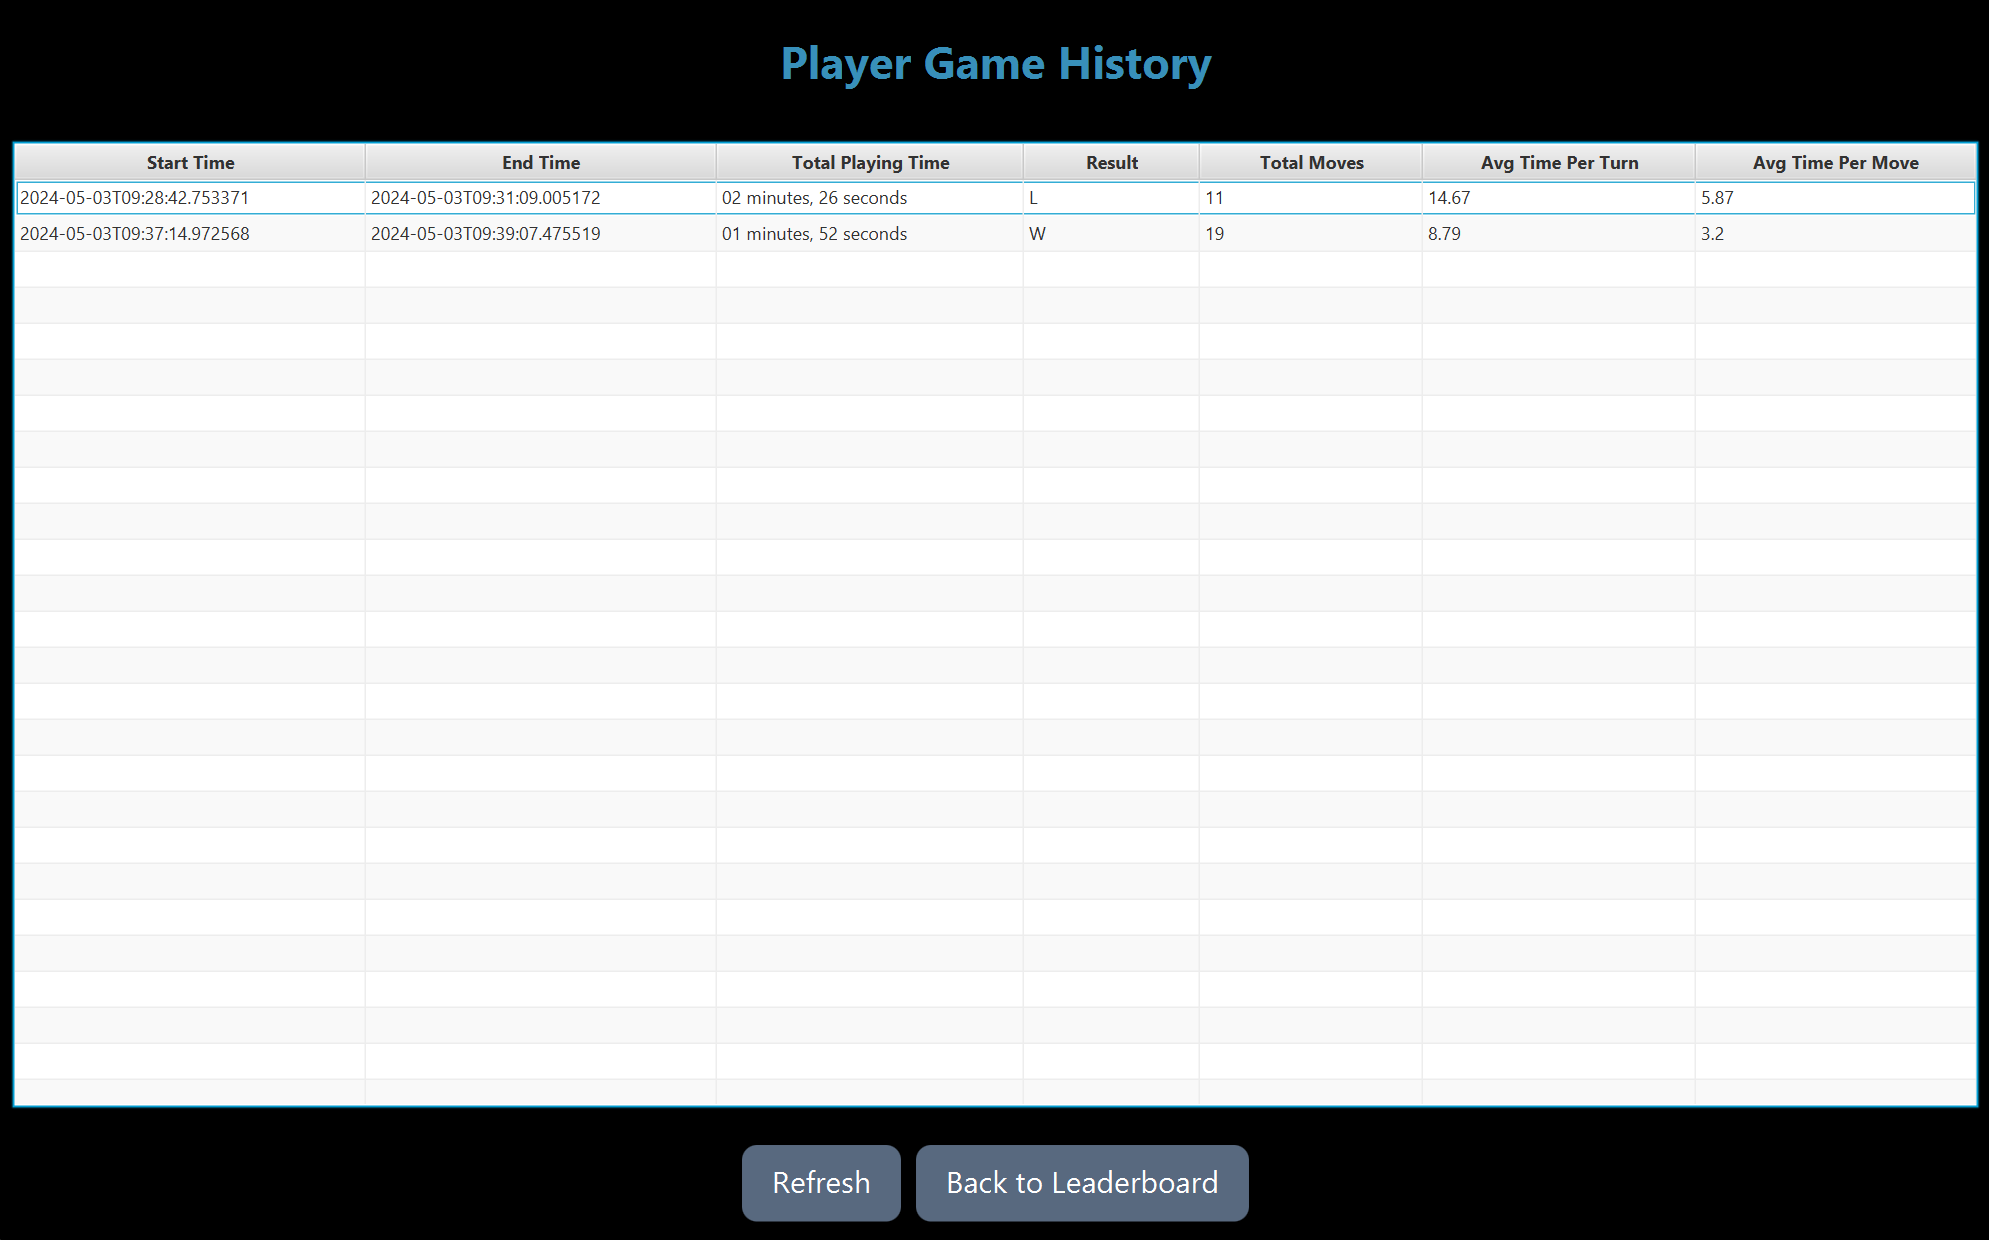 Player Game History
Start Time End Time Total Playing Time Result Total Moves Avg Time Per Turn Avg Time Per Move
2024-05-03T09:28:42.753371 2024-05-03T09:31:09.005172 02 minutes, 26 seconds L 11 14.67 5.87
2024-05-03T09:37:14.972568 2024-05-03T09:39:07.475519 01 minutes, 52 seconds W 19 8.79 3.2
Refresh Back to Leaderboard